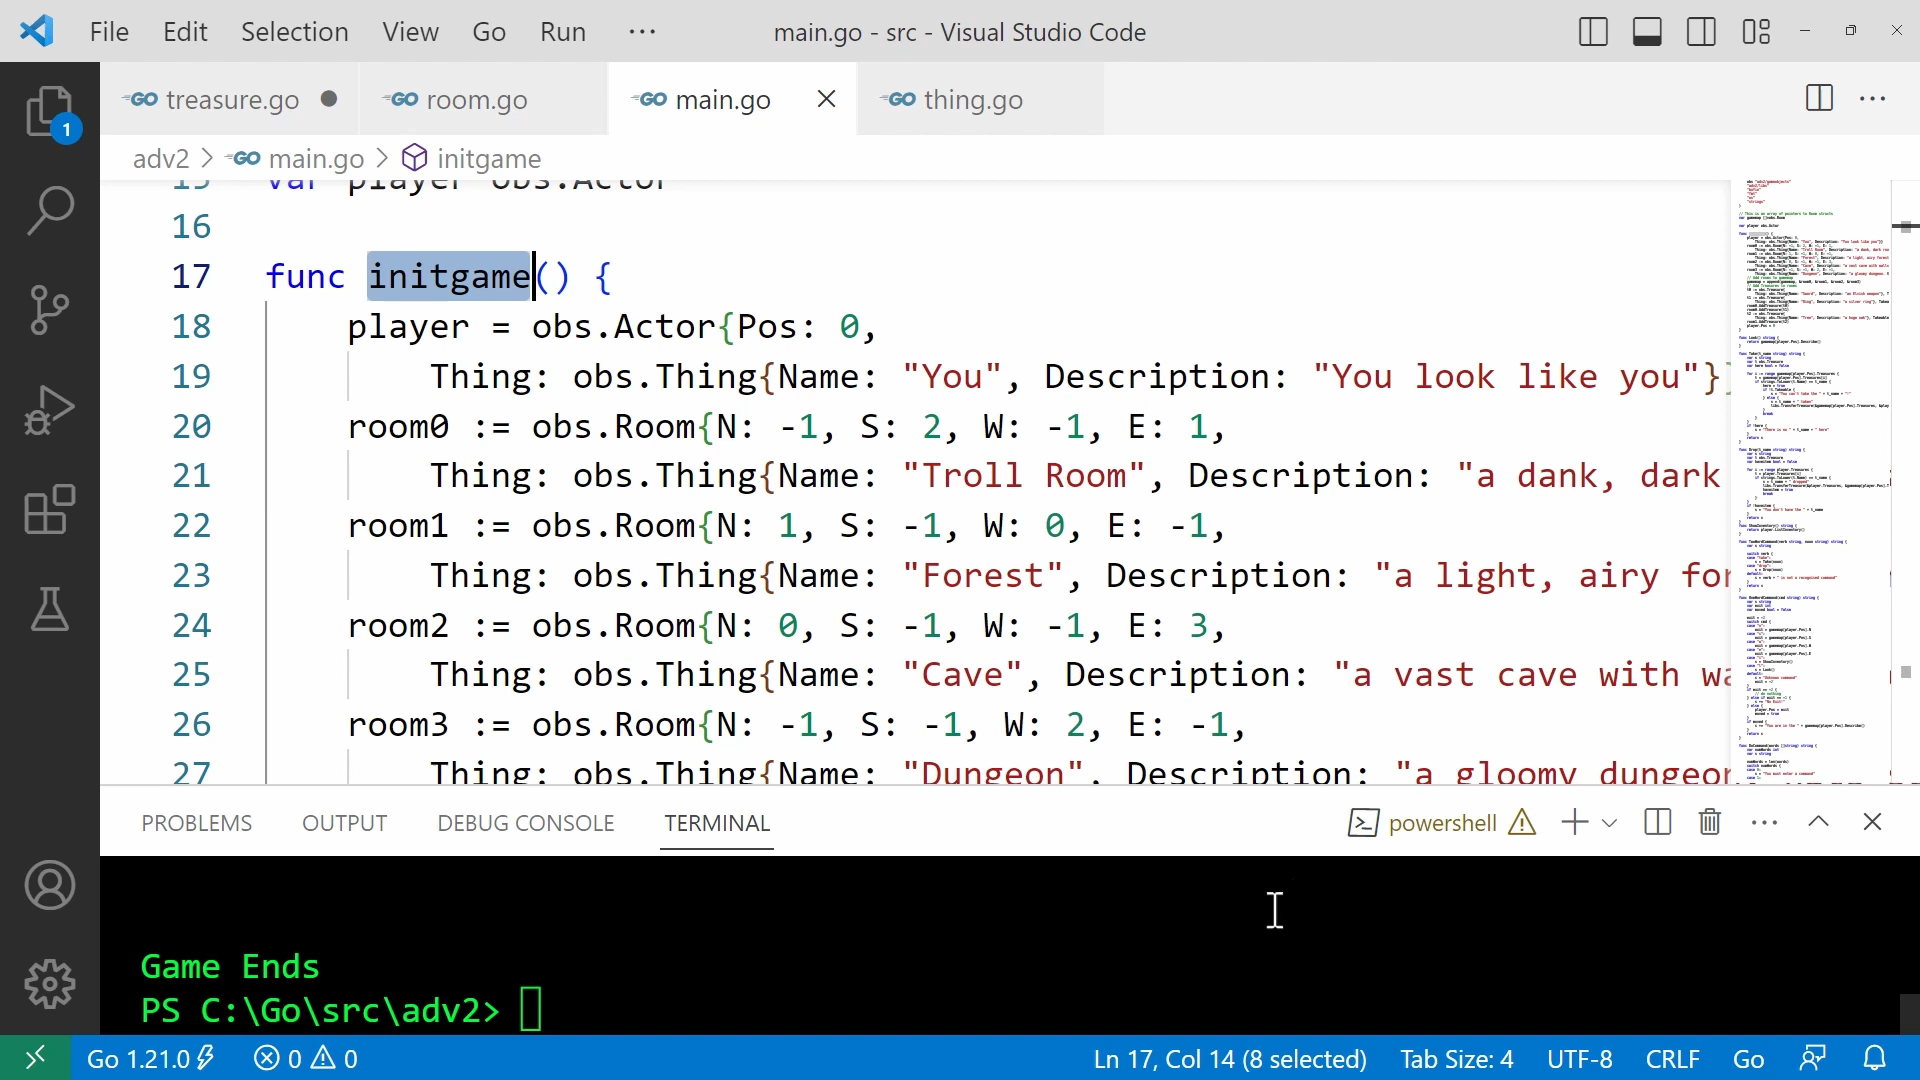 File Edit Selection View Go Run ··· main.go - src - Visual Studio Code
GO treasure.go ● GO room.go GO main.go GO thing.go ···
1
adv2 > GO main.go > initgame
15 var player obs.Actor
16
17 func initgame() {
18 player = obs.Actor{Pos: 0,
19 Thing: obs.Thing{Name: "You", Description: "You look like you"}}
20 room0 := obs.Room{N: -1, S: 2, W: -1, E: 1,
21 Thing: obs.Thing{Name: "Troll Room", Description: "a dank, dark
22 room1 := obs.Room{N: 1, S: -1, W: 0, E: -1,
23 Thing: obs.Thing{Name: "Forest", Description: "a light, airy
24 room2 := obs.Room{N: 0, S: -1, W: -1, E: 3,
25 Thing: obs.Thing{Name: "Cave", Description: "a vast cave with
26 room3 := obs.Room{N: -1, S: -1, W: 2, E: -1,
27 Thing: obs.Thing{Name: "Dungeon", Description: "a gloomy
PROBLEMS OUTPUT DEBUG CONSOLE TERMINAL powershell ···
Game Ends
PS C:\Go\src\adv2>
Go 1.21.0 0 0 Ln 17, Col 14 (8 selected) Tab Size: 4 UTF-8 CRLF Go